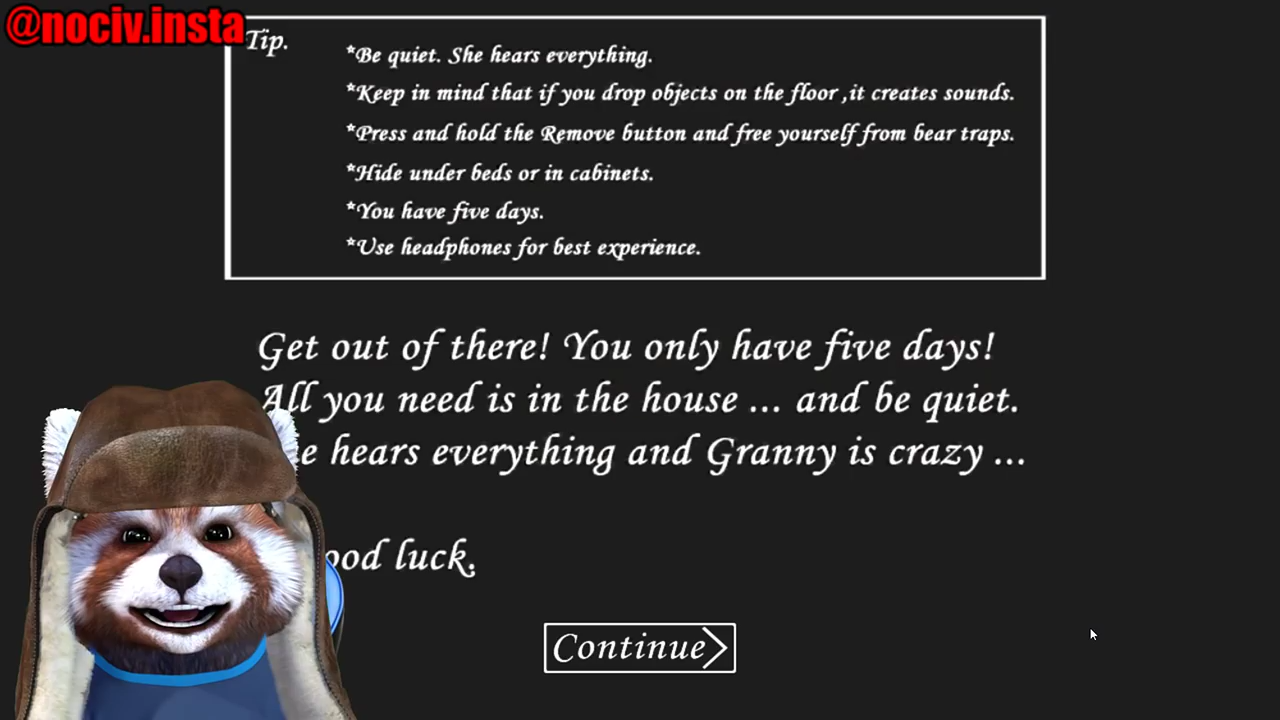 @nociv.insta
Tip.
*Be quiet. She hears everything.
*Keep in mind that if you drop objects on the floor ,it creates sounds.
*Press and hold the Remove button and free yourself from bear traps.
*Hide under beds or in cabinets.
*You have five days.
*Use headphones for best experience.
Get out of there! You only have five days!
All you need is in the house ... and be quiet.
hears everything and Granny is crazy ...
luck.
Continue